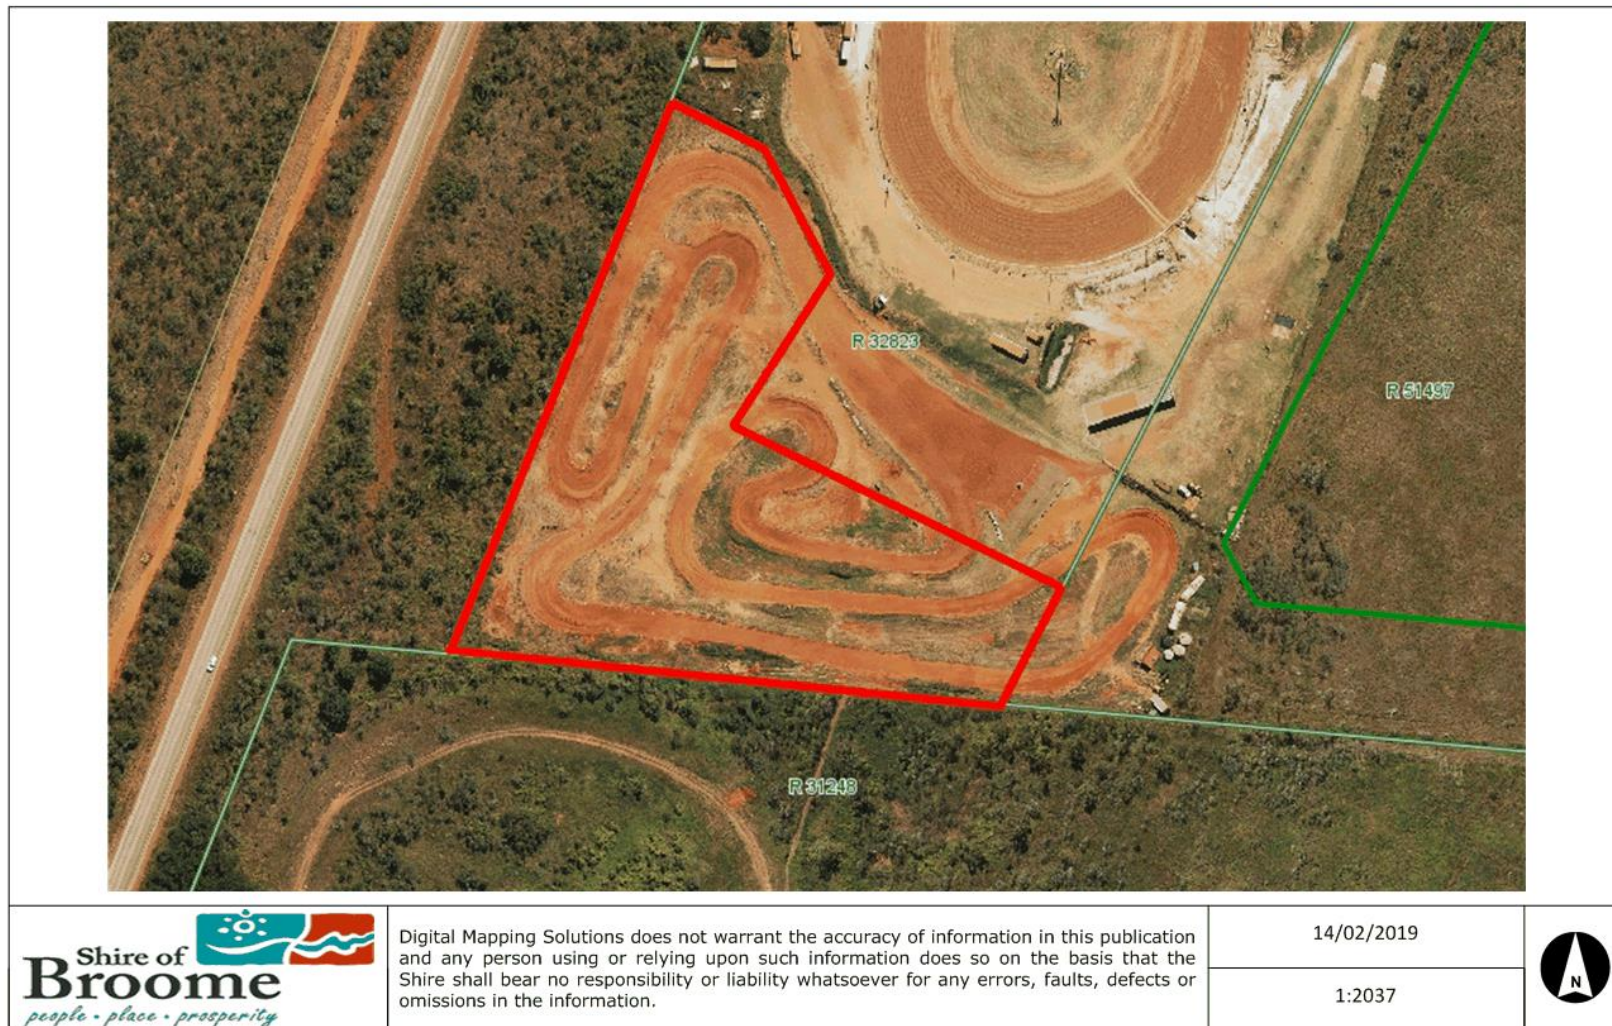 R 32823
R 51497
R 31248
Shire of
Broome
people • place • prosperity
Digital Mapping Solutions does not warrant the accuracy of information in this publication
and any person using or relying upon such information does so on the basis that the
Shire shall bear no responsibility or liability whatsoever for any errors, faults, defects or
omissions in the information.
14/02/2019
1:2037
N